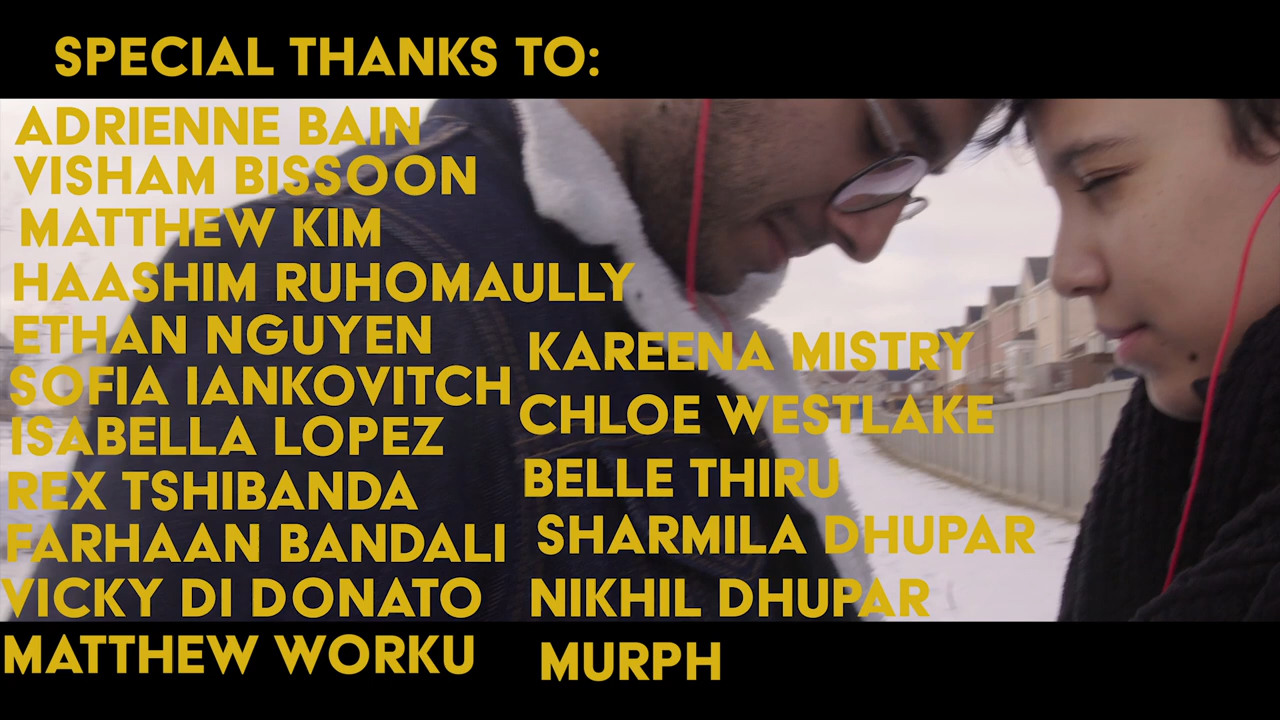 SPECIAL THANKS TO:
ADRIENNE BAIN
VISHAM BISSOON
MATTHEW KIM
HAASHIM RUHOMAULLY
ETHAN NGUYEN
SOFIA IANKOVITCH
ISABELLA LOPEZ
REX TSHIBANDA
FARHAAN BANDALI
VICKY DI DONATO
MATTHEW WORKU
KAREENA MISTRY
CHLOE WESTLAKE
BELLE THIRU
SHARMILA DHUPAR
NIKHIL DHUPAR
MURPH